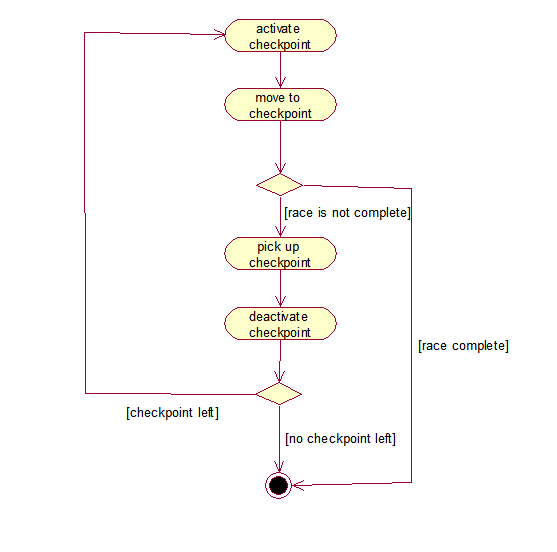 activate
checkpoint
move to
checkpoint
[race is not complete]
pick up
checkpoint
deactivate
checkpoint
[race complete]
[checkpoint left]
[no checkpoint left]